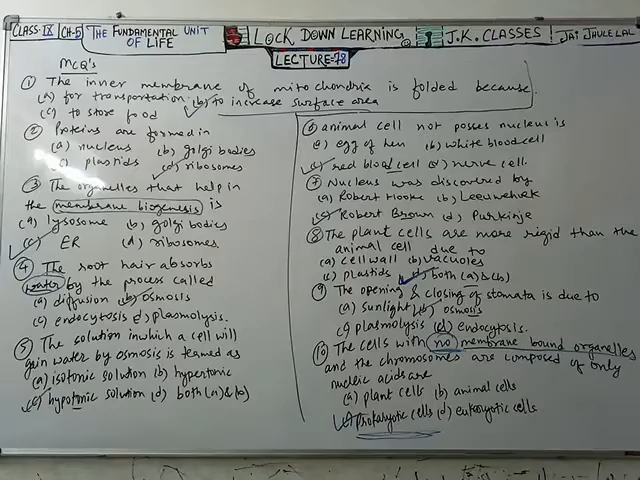 CLASS-IX CH-5 THE FUNDAMENTAL UNIT OF LIFE LOCK DOWN LEARNING J.K. CLASSES JAI JHULELAL
LECTURE-78
MCQ's
① The inner membrane of mitochondria is folded because
(a) for transportation (b) to increase surface area
(c) to store food
② Proteins are formed in
(a) nucleus (b) golgi bodies
(c) plastids (d) ribosomes
③ The organelles that help in
the membrane biogenesis is
(a) lysosome (b) golgi bodies
(c) ER (d) ribosomes
④ The root hair absorbs
water by the process called
(a) diffusion (b) osmosis
(c) endocytosis (d) plasmolysis.
⑤ The solution in which a cell will
gain water by osmosis is teamed as
(a) isotonic solution (b) hypertonic
(c) hypotonic solution (d) both (a) & (b)
⑥ animal cell not posses nucleus is
(a) egg of hen (b) white blood cell
(c) red blood cell (d) nerve cell.
⑦ Nucleus was discovered by
(a) Robert Hooke (b) Leeuwehoek
(c) Robert Brown (d) Purkinje
⑧ The plant cells are more rigid than the
animal cell due to
(a) cell wall (b) vacuoles
(c) plastids (d) both (a) & (b)
⑨ The opening & closing of stomata is due to
(a) sunlight (b) osmosis
(c) plasmolysis (d) endocytosis.
⑩ The cells with no membrane bound organelles
and the chromosomes are composed of only
nucleic acids are
(a) plant cells (b) animal cells
(c) prokaryotic cells (d) eukaryotic cells